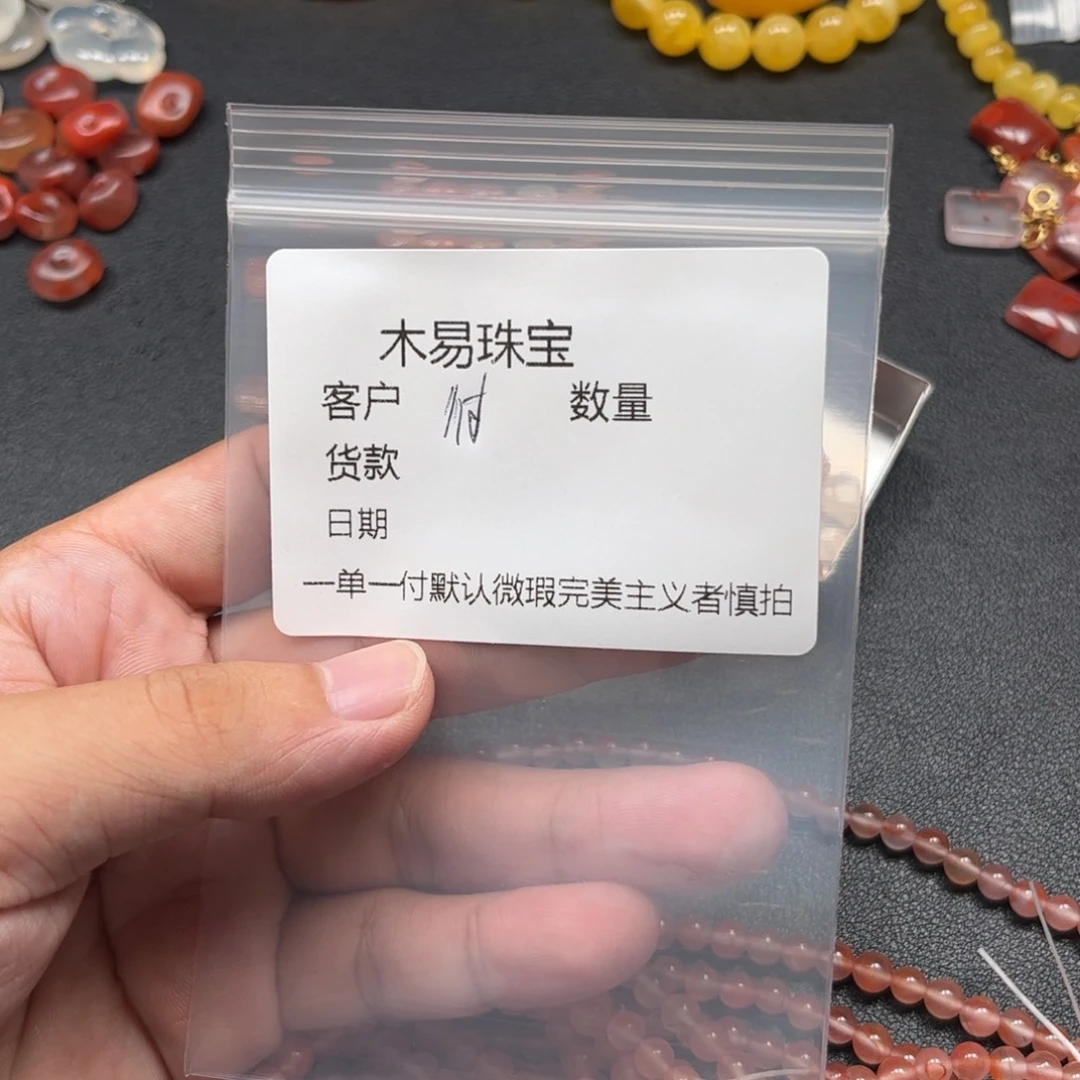 木易珠宝
客户 付 数量
货款
日期
一单一付默认微瑕完美主义者慎拍